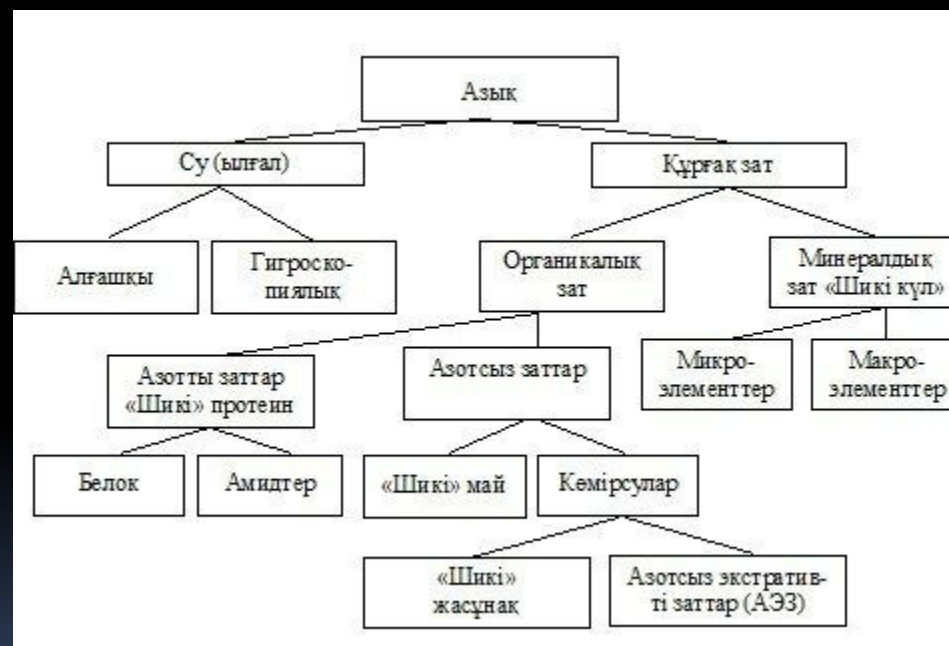 Азық
Су (ылғал)
Құрғақ зат
Алғашқы
Гигроско-
пиялық
Органикалық
зат
Минералдық
зат «Шикі күл»
Азотты заттар
«Шикі» протеин
Азотсыз заттар
Микро-
элементтер
Макро-
элементтер
Белок
Амидтер
«Шикі» май
Көмірсулар
«Шикі»
жасұнақ
Азотсыз экстратив-
ті заттар (АЭЗ)